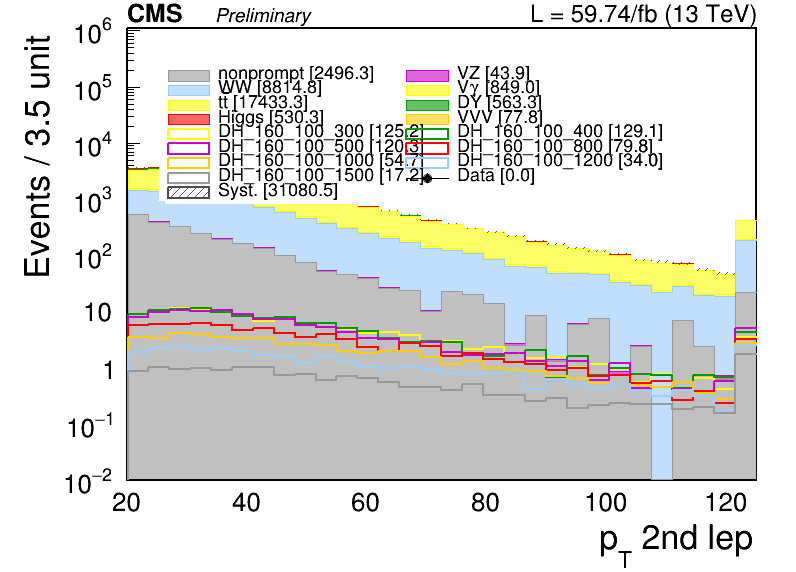 CMS Preliminary L = 59.74/fb (13 TeV)
Events / 3.5 unit
10^6
10^5
10^4
10^3
10^2
10
1
10^−1
10^−2
nonprompt [2496.3] VZ [43.9]
WW [8814.8] Vγ [849.0]
tt [17433.3] DY [563.3]
Higgs [530.3] VVV [77.8]
DH_160_100_300 [125.2] DH_160_100_400 [129.1]
DH_160_100_500 [120.3] DH_160_100_800 [79.8]
DH_160_100_1000 [54.7] DH_160_100_1200 [34.0]
DH_160_100_1500 [17.2] Data [0.0]
Syst. [31080.5]
20 40 60 80 100 120
p_T 2nd lep